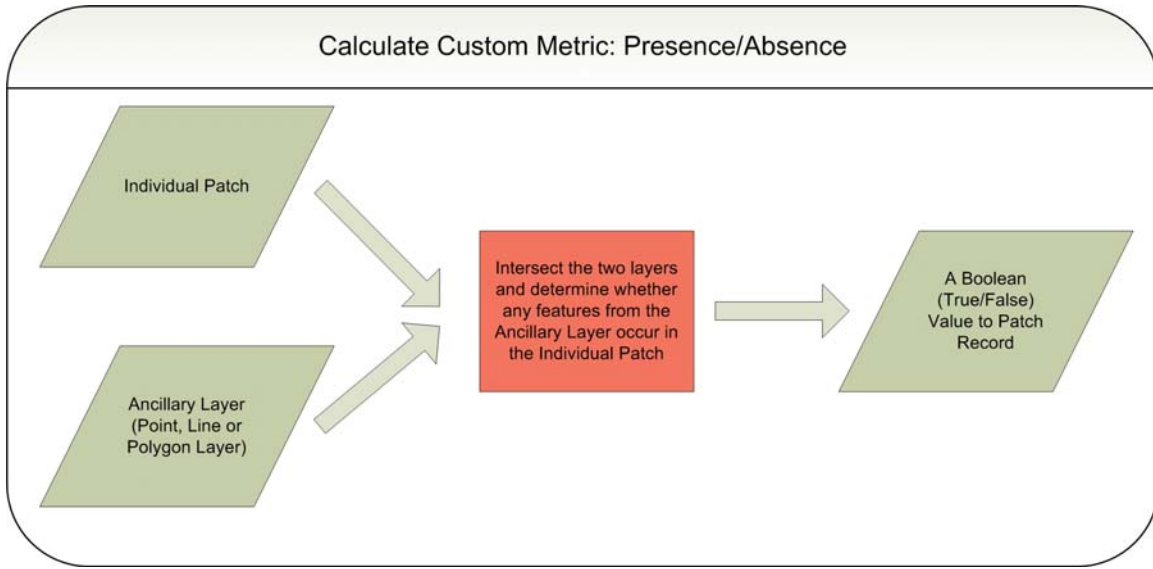 Calculate Custom Metric: Presence/Absence
Individual Patch
Ancillary Layer
(Point, Line or
Polygon Layer)
Intersect the two layers
and determine whether
any features from the
Ancillary Layer occur in
the Individual Patch
A Boolean
(True/False)
Value to Patch
Record